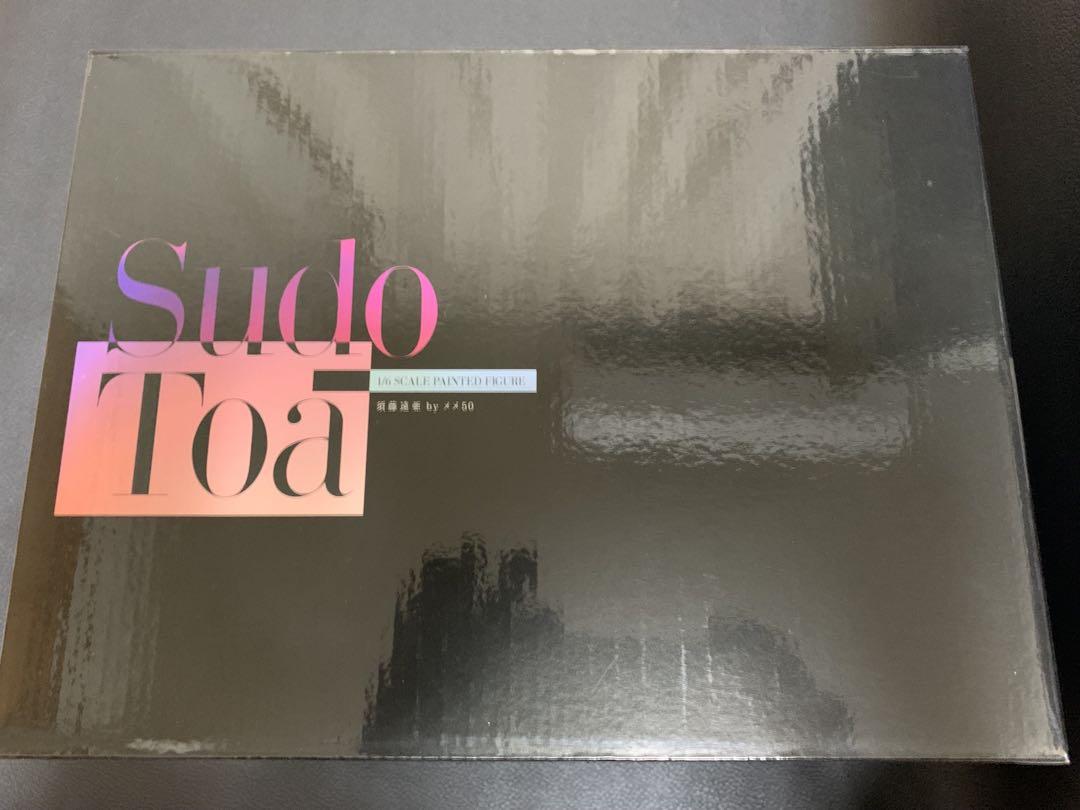 Sudo
Toa
1/6 SCALE PAINTED FIGURE
須藤遠亜 by メメ50